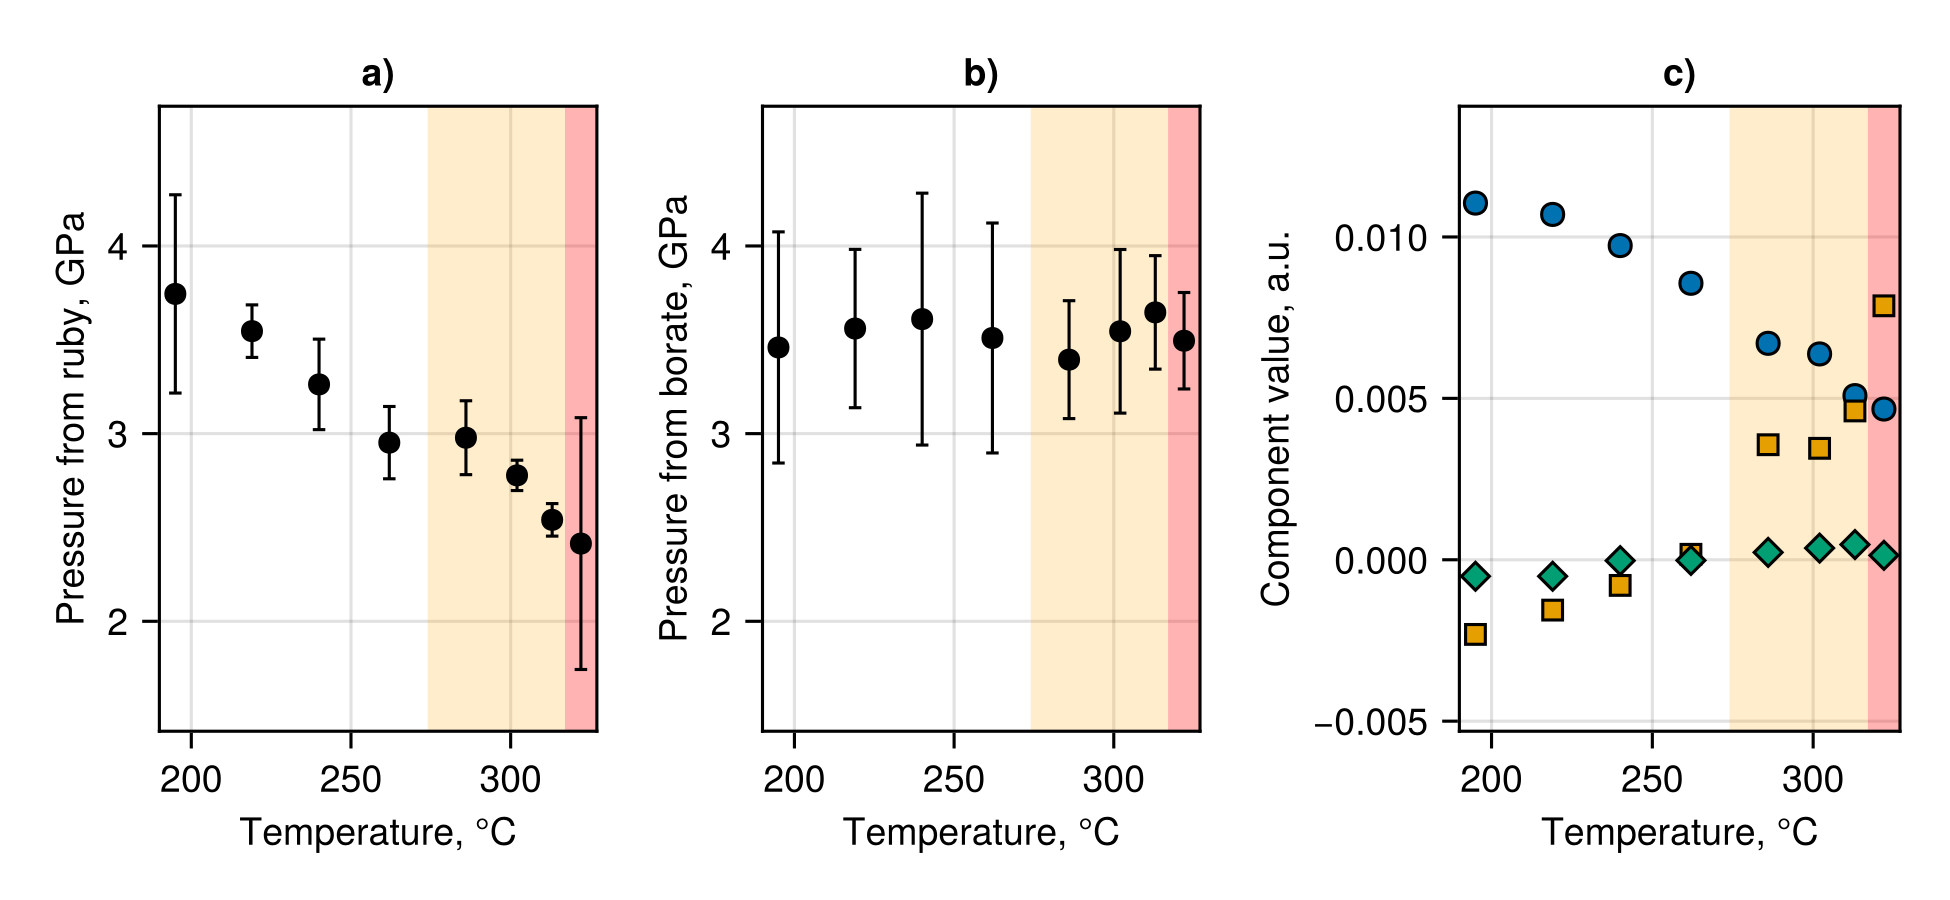 a)
Pressure from ruby, GPa
4
3
2
200 250 300
Temperature, °C
b)
Pressure from borate, GPa
4
3
2
200 250 300
Temperature, °C
c)
Component value, a.u.
0.010
0.005
0.000
−0.005
200 250 300
Temperature, °C